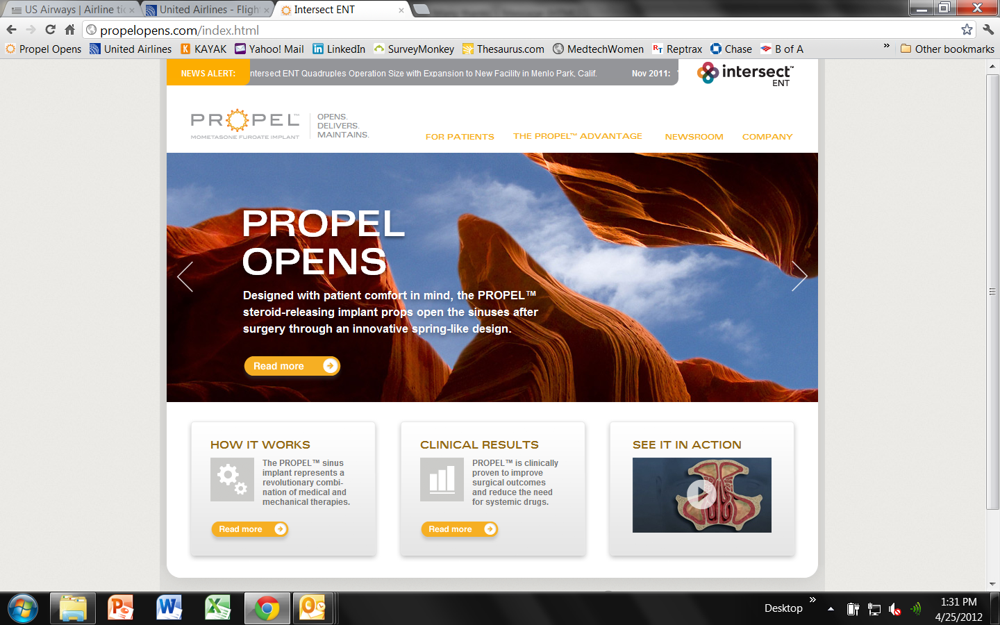 US Airways | Airline tic
United Airlines - Flight
Intersect ENT
propelopens.com/index.html
Propel Opens
United Airlines
KAYAK
Yahoo! Mail
LinkedIn
SurveyMonkey
Thesaurus.com
MedtechWomen
Reptrax
Chase
B of A
Other bookmarks
NEWS ALERT:
ntersect ENT Quadruples Operation Size with Expansion to New Facility in Menlo Park, Calif.
Nov 2011:
intersect™
ENT
PROPEL™
MOMETASONE FUROATE IMPLANT
OPENS.
DELIVERS.
MAINTAINS.
FOR PATIENTS
THE PROPEL™ ADVANTAGE
NEWSROOM
COMPANY
PROPEL
OPENS
Designed with patient comfort in mind, the PROPEL™
steroid-releasing implant props open the sinuses after
surgery through an innovative spring-like design.
Read more
HOW IT WORKS
The PROPEL™ sinus
implant represents a
revolutionary combi-
nation of medical and
mechanical therapies.
Read more
CLINICAL RESULTS
PROPEL™ is clinically
proven to improve
surgical outcomes
and reduce the need
for systemic drugs.
Read more
SEE IT IN ACTION
Desktop
1:31 PM
4/25/2012